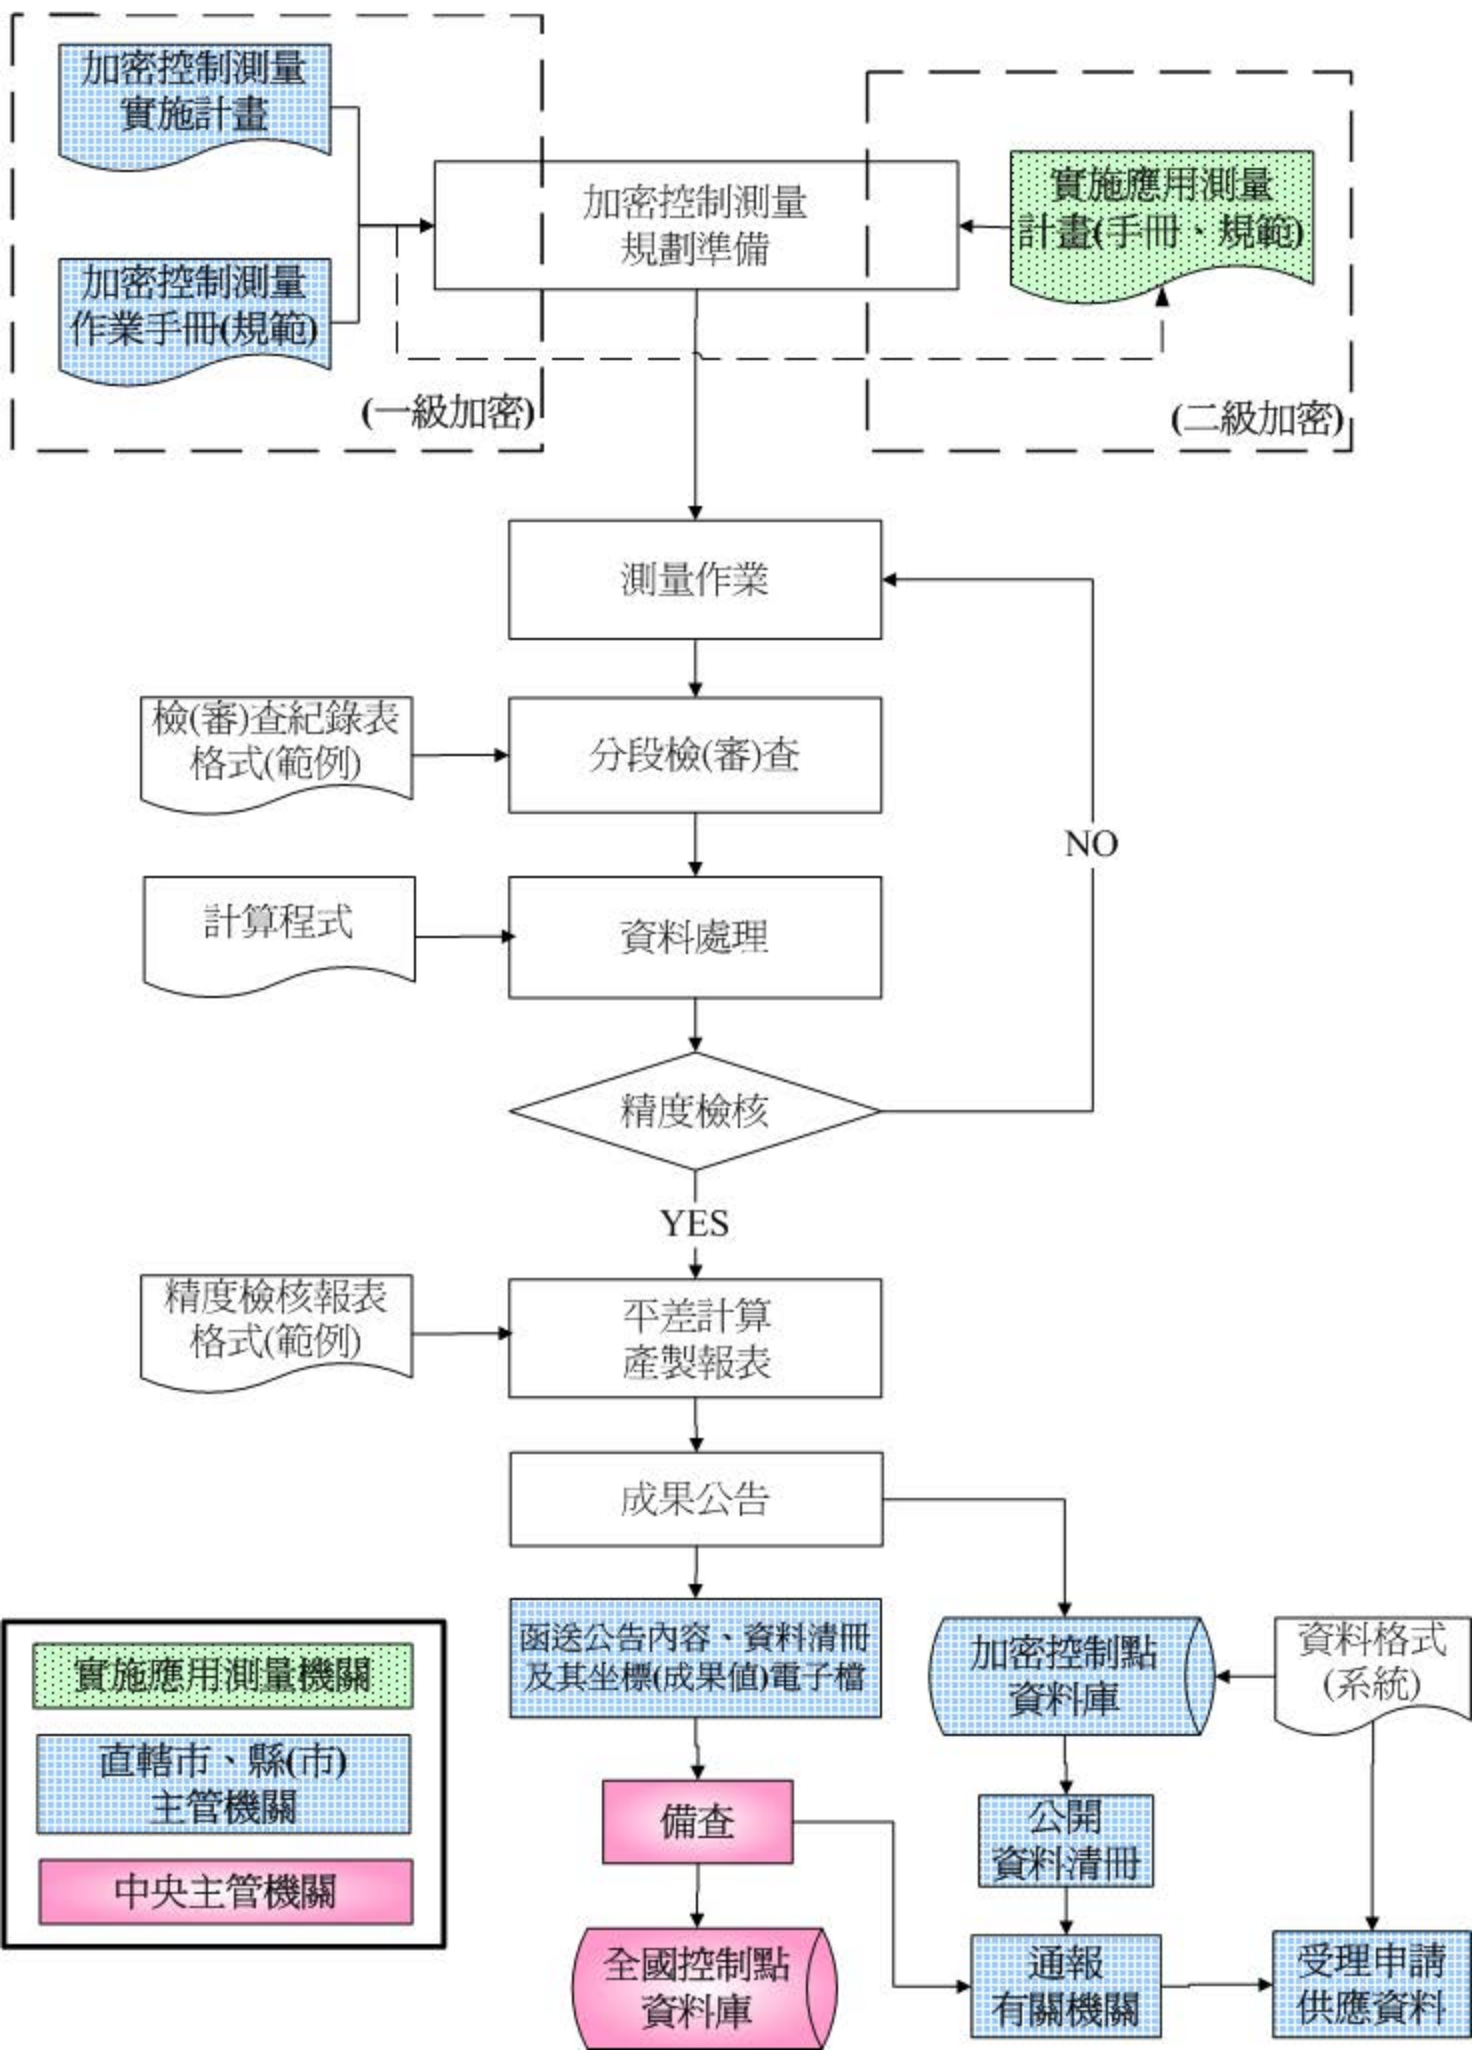 加密控制測量
實施計畫
加密控制測量
作業手冊(規範)
(一級加密)
加密控制測量
規劃準備
實施應用測量
計畫(手冊、規範)
(二級加密)
測量作業
檢(審)查紀錄表
格式(範例)
分段檢(審)查
NO
計算程式
資料處理
精度檢核
YES
精度檢核報表
格式(範例)
平差計算
產製報表
成果公告
函送公告內容、資料清冊
及其坐標(成果值)電子檔
加密控制點
資料庫
資料格式
(系統)
備查
公開
資料清冊
全國控制點
資料庫
通報
有關機關
受理申請
供應資料
實施應用測量機關
直轄市、縣(市)
主管機關
中央主管機關